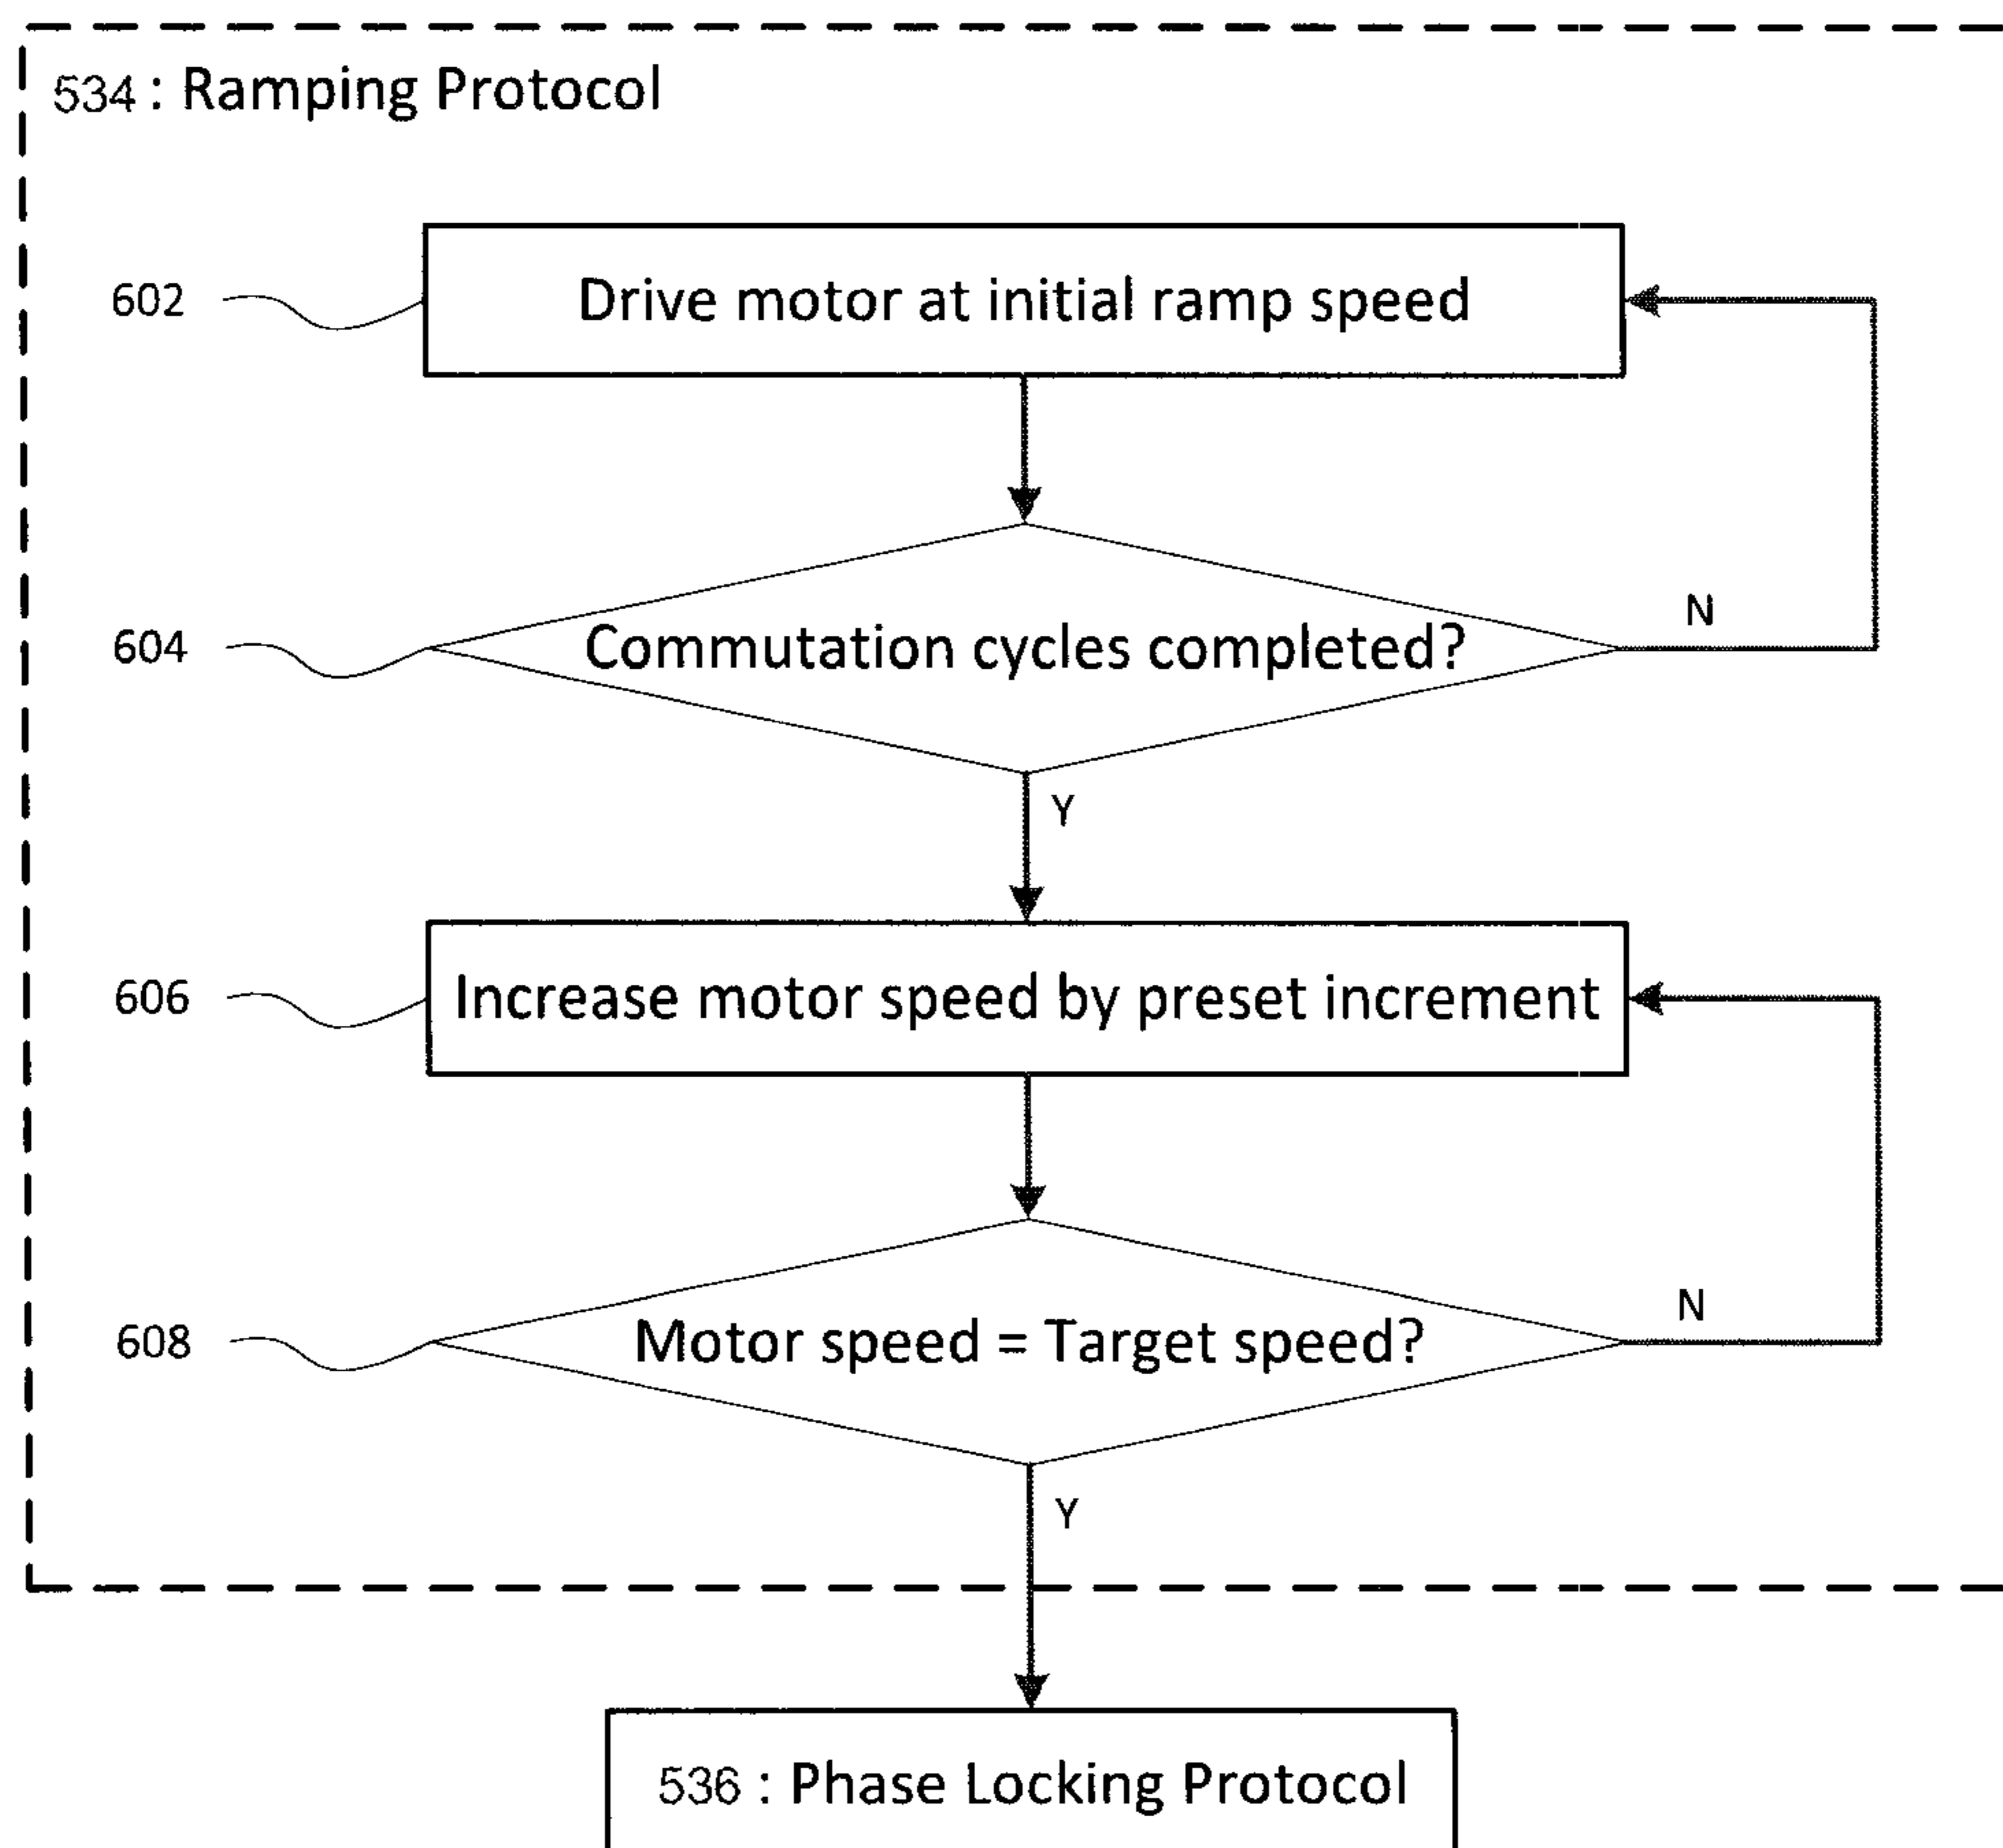 534 : Ramping Protocol
602
Drive motor at initial ramp speed
604
Commutation cycles completed?
N
Y
606
Increase motor speed by preset increment
608
Motor speed = Target speed?
N
Y
536 : Phase Locking Protocol